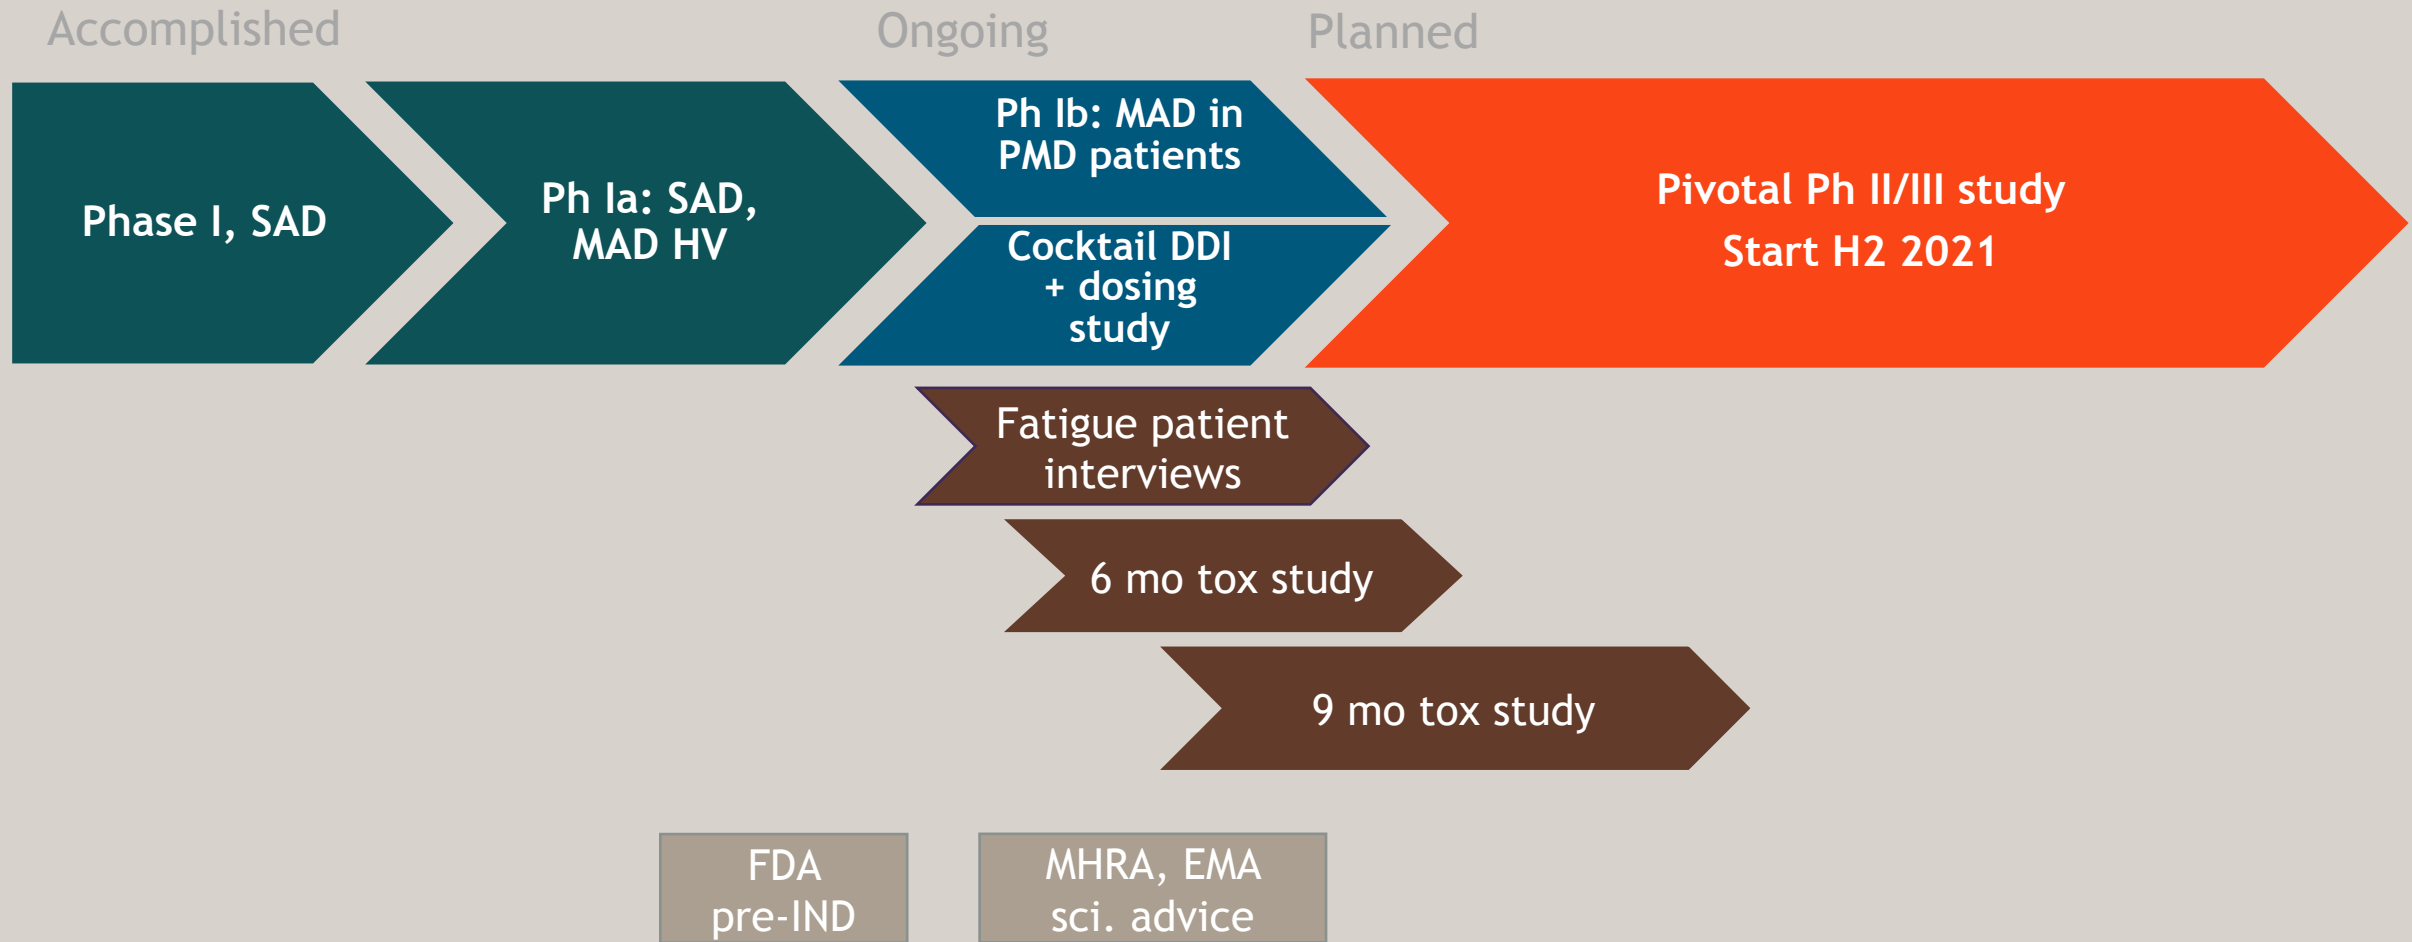 Accomplished
Ongoing
Planned
Phase I, SAD
Ph Ia: SAD,
MAD HV
Ph Ib: MAD in
PMD patients
Cocktail DDI
+ dosing
study
Pivotal Ph II/III study
Start H2 2021
Fatigue patient
interviews
6 mo tox study
9 mo tox study
FDA
pre-IND
MHRA, EMA
sci. advice